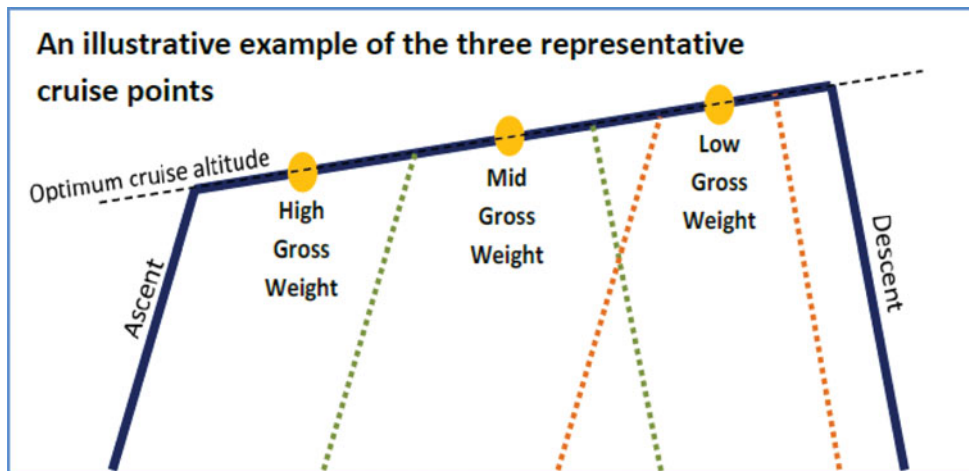 An illustrative example of the three representative
cruise points
Optimum cruise altitude
High
Gross
Weight
Mid
Gross
Weight
Low
Gross
Weight
Ascent
Descent